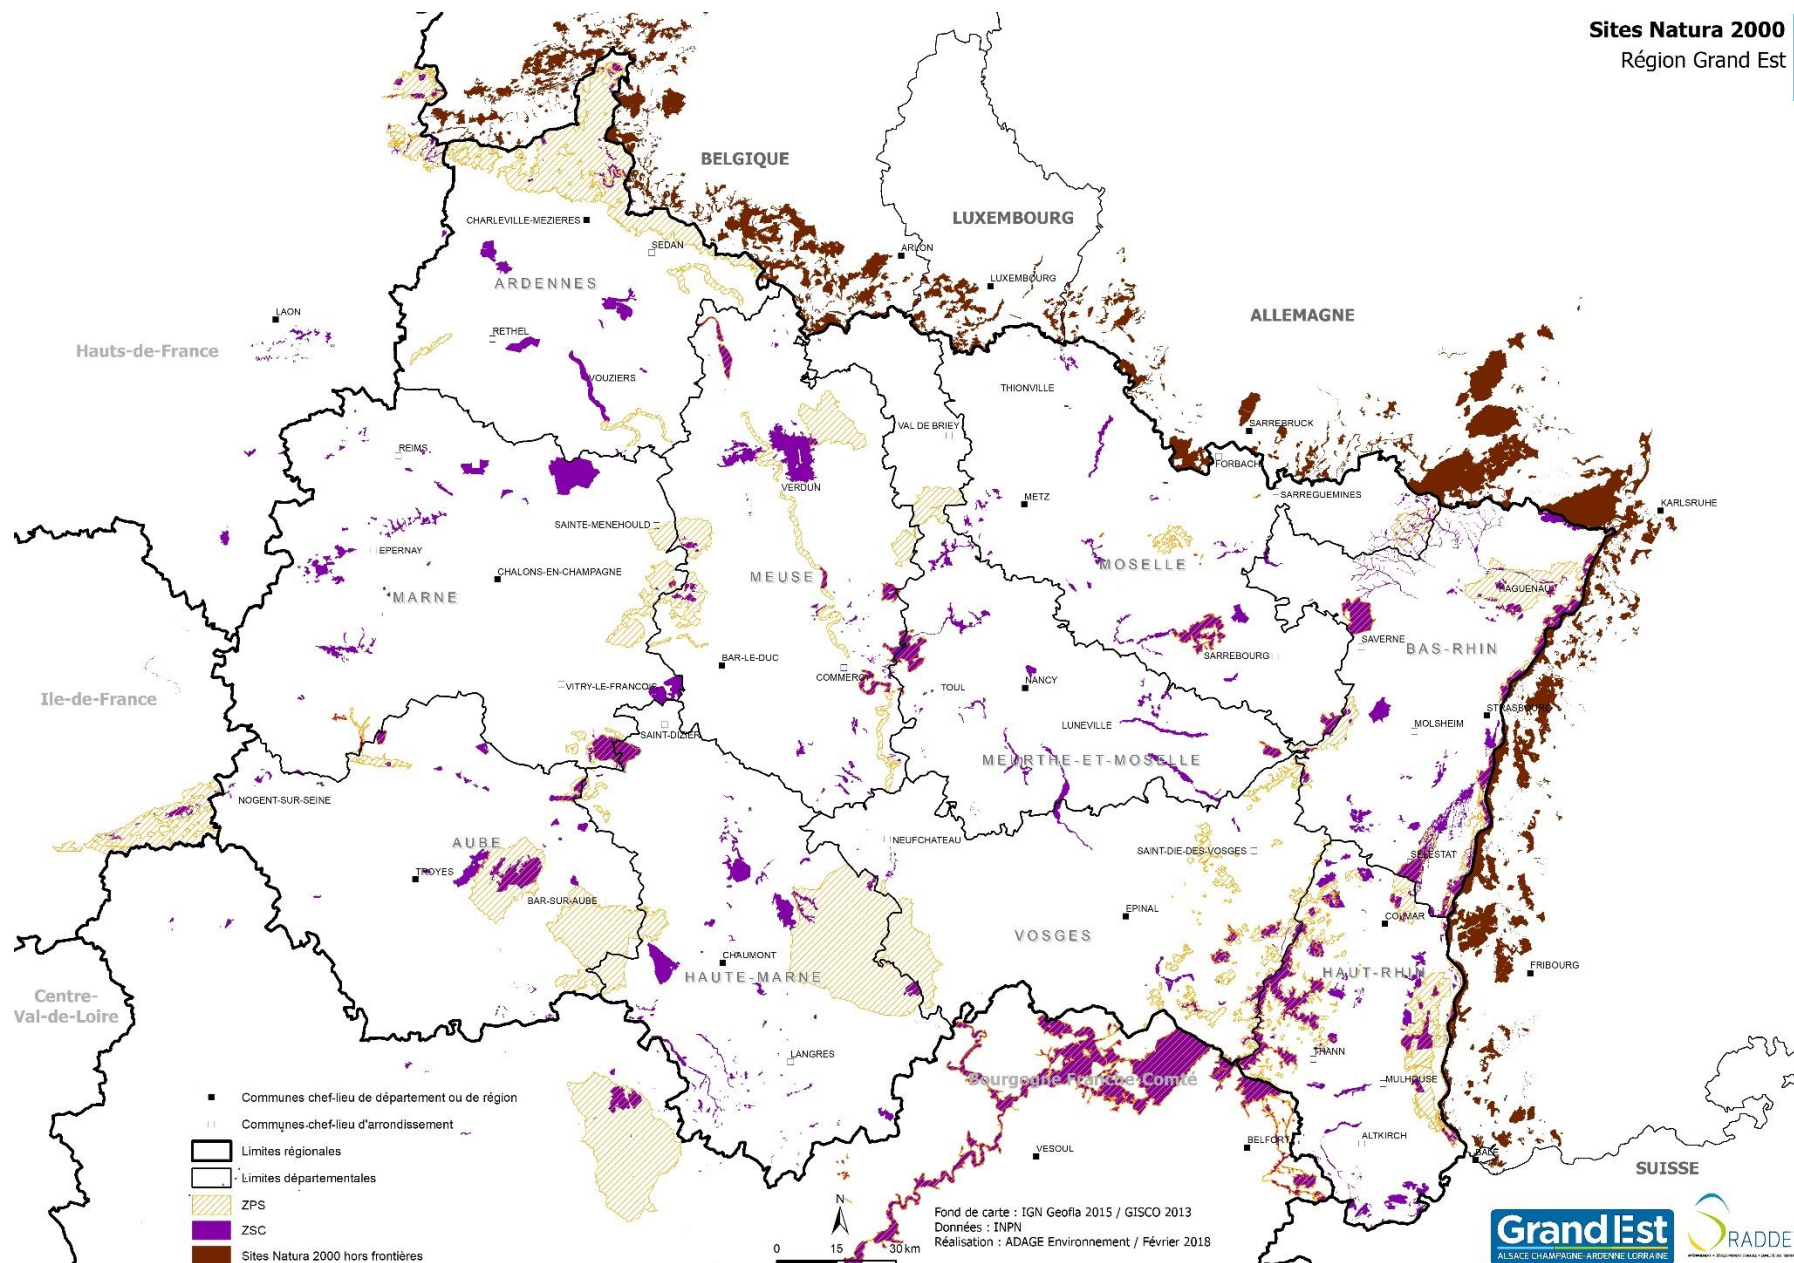 Sites Natura 2000
Région Grand Est
BELGIQUE
LUXEMBOURG
CHARLEVILLE-MEZIERES
SEDAN
ARLON
LUXEMBOURG
ARDENNES
LAON
ALLEMAGNE
Hauts-de-France
RETHEL
VOUZIERS
THIONVILLE
VAL DE BRIEY
SARREBRUCK
REIMS
FORBACH
VERDUN
METZ
SARREGUEMINES
KARLSRUHE
SAINTE-MENEHOULD
EPERNAY
CHALONS-EN-CHAMPAGNE
MEUSE
MOSELLE
MARNE
HAGUENAU
SAVERNE
BAS-RHIN
BAR-LE-DUC
SARREBOURG
COMMERCY
Ile-de-France
VITRY-LE-FRANCOIS
TOUL
NANCY
STRASBOURG
LUNEVILLE
MOLSHEIM
SAINT-DIZIER
MEURTHE-ET-MOSELLE
NOGENT-SUR-SEINE
AUBE
NEUFCHATEAU
SAINT-DIE-DES-VOSGES
SELESTAT
TROYES
BAR-SUR-AUBE
EPINAL
COLMAR
VOSGES
CHAUMONT
HAUTE-MARNE
HAUT-RHIN
FRIBOURG
Centre-
Val-de-Loire
LANGRES
THANN
Bourgogne Franche-Comté
MULHOUSE
Communes chef-lieu de département ou de région
Communes chef-lieu d'arrondissement
Limites régionales
Limites départementales
ZPS
ZSC
Sites Natura 2000 hors frontières
VESOUL
BELFORT
ALTKIRCH
BALE
SUISSE
N
0 15 30 km
Fond de carte : IGN Geofla 2015 / GISCO 2013
Données : INPN
Réalisation : ADAGE Environnement / Février 2018
GrandEst
ALSACE CHAMPAGNE-ARDENNE LORRAINE
SRADDE